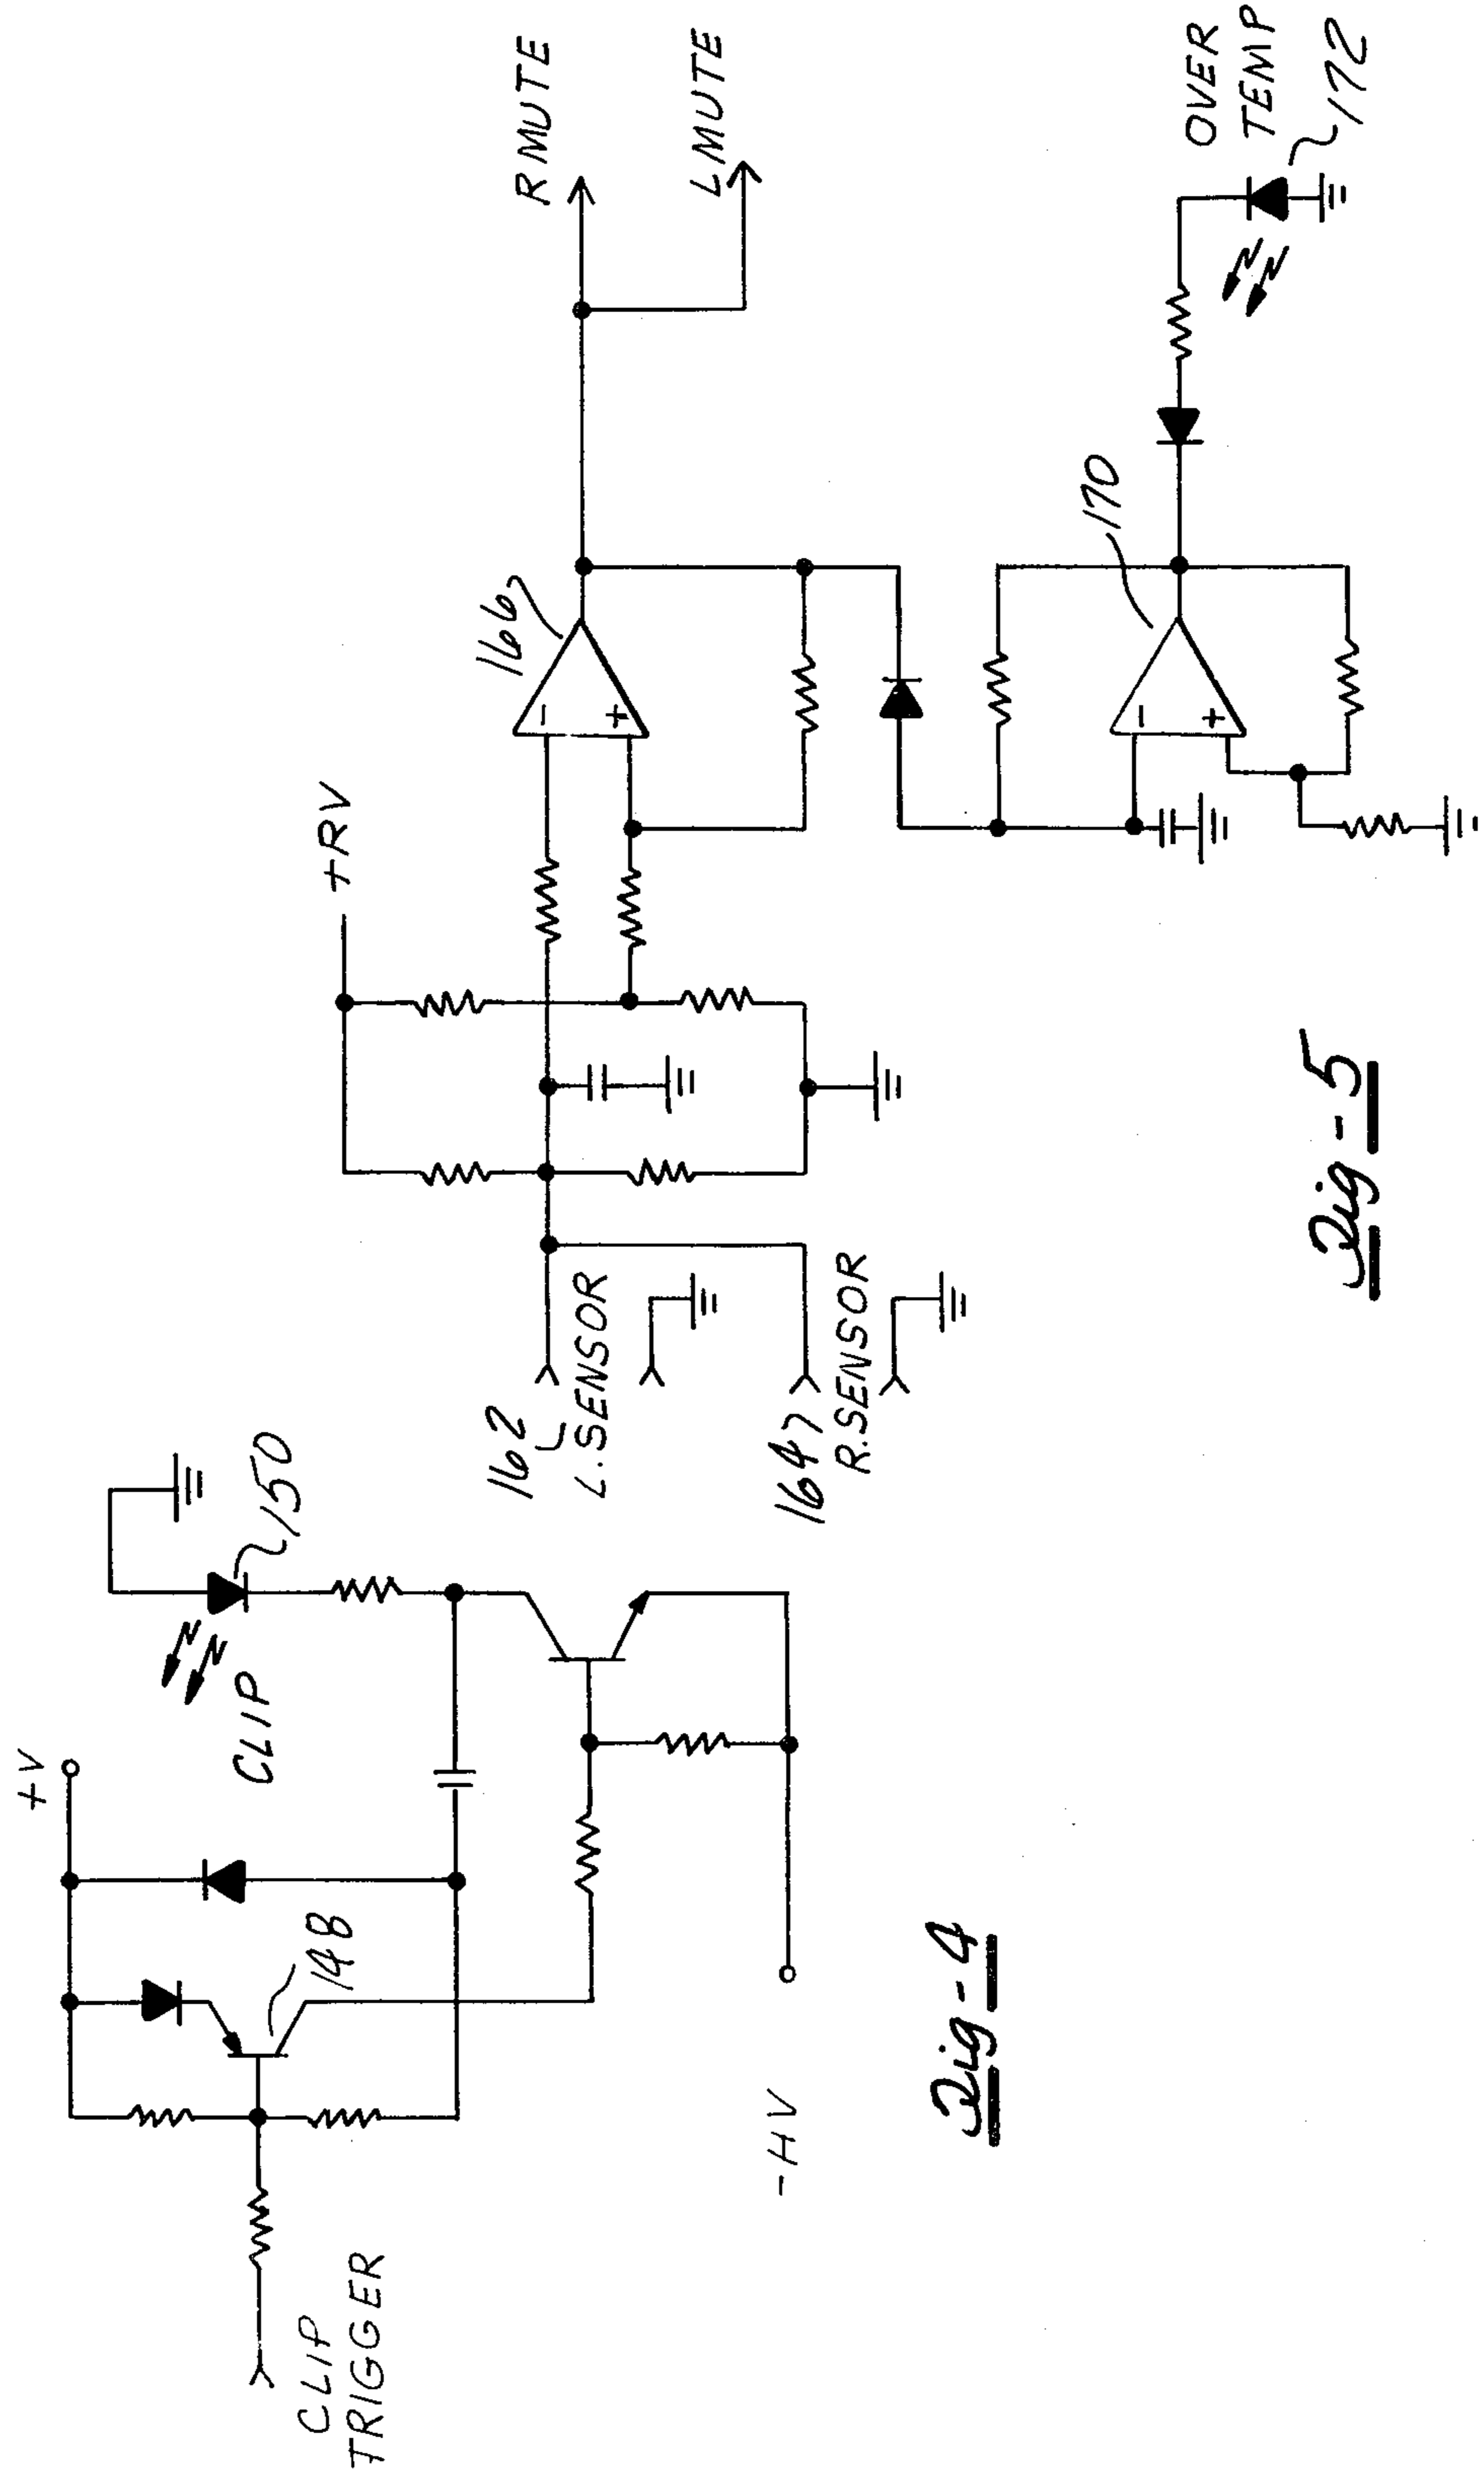 +V
CLIP
150
148
CLIP
TRIGGER
-HV
Fig-4
+RV
166
-
+
R MUTE
L MUTE
162
L. SENSOR
164
R. SENSOR
170
-
+
OVER
TEMP
172
Fig-5